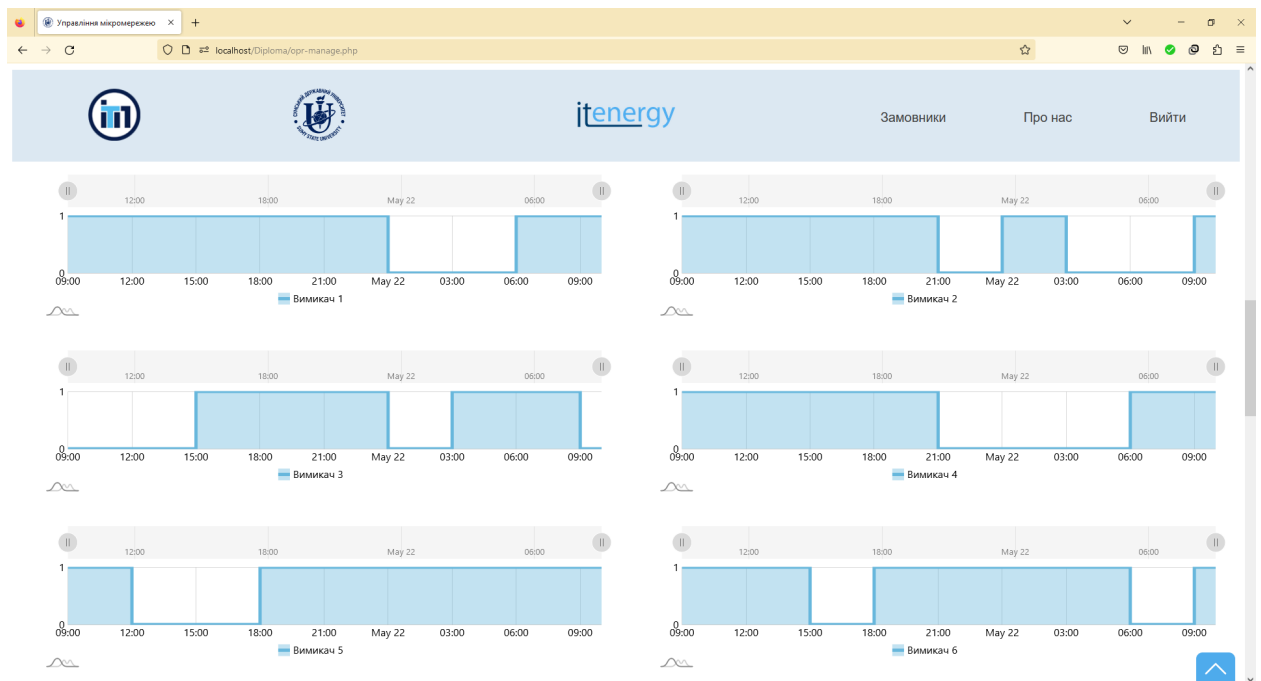 Управління мікромережею
localhost/Diploma/opr-manage.php
itenergy
Замовники Про нас Вийти
12:00 18:00 May 22 06:00
1
0
09:00 12:00 15:00 18:00 21:00 May 22 03:00 06:00 09:00
Вимикач 1
12:00 18:00 May 22 06:00
1
0
09:00 12:00 15:00 18:00 21:00 May 22 03:00 06:00 09:00
Вимикач 2
12:00 18:00 May 22 06:00
1
0
09:00 12:00 15:00 18:00 21:00 May 22 03:00 06:00 09:00
Вимикач 3
12:00 18:00 May 22 06:00
1
0
09:00 12:00 15:00 18:00 21:00 May 22 03:00 06:00 09:00
Вимикач 4
12:00 18:00 May 22 06:00
1
0
09:00 12:00 15:00 18:00 21:00 May 22 03:00 06:00 09:00
Вимикач 5
12:00 18:00 May 22 06:00
1
0
09:00 12:00 15:00 18:00 21:00 May 22 03:00 06:00 09:00
Вимикач 6